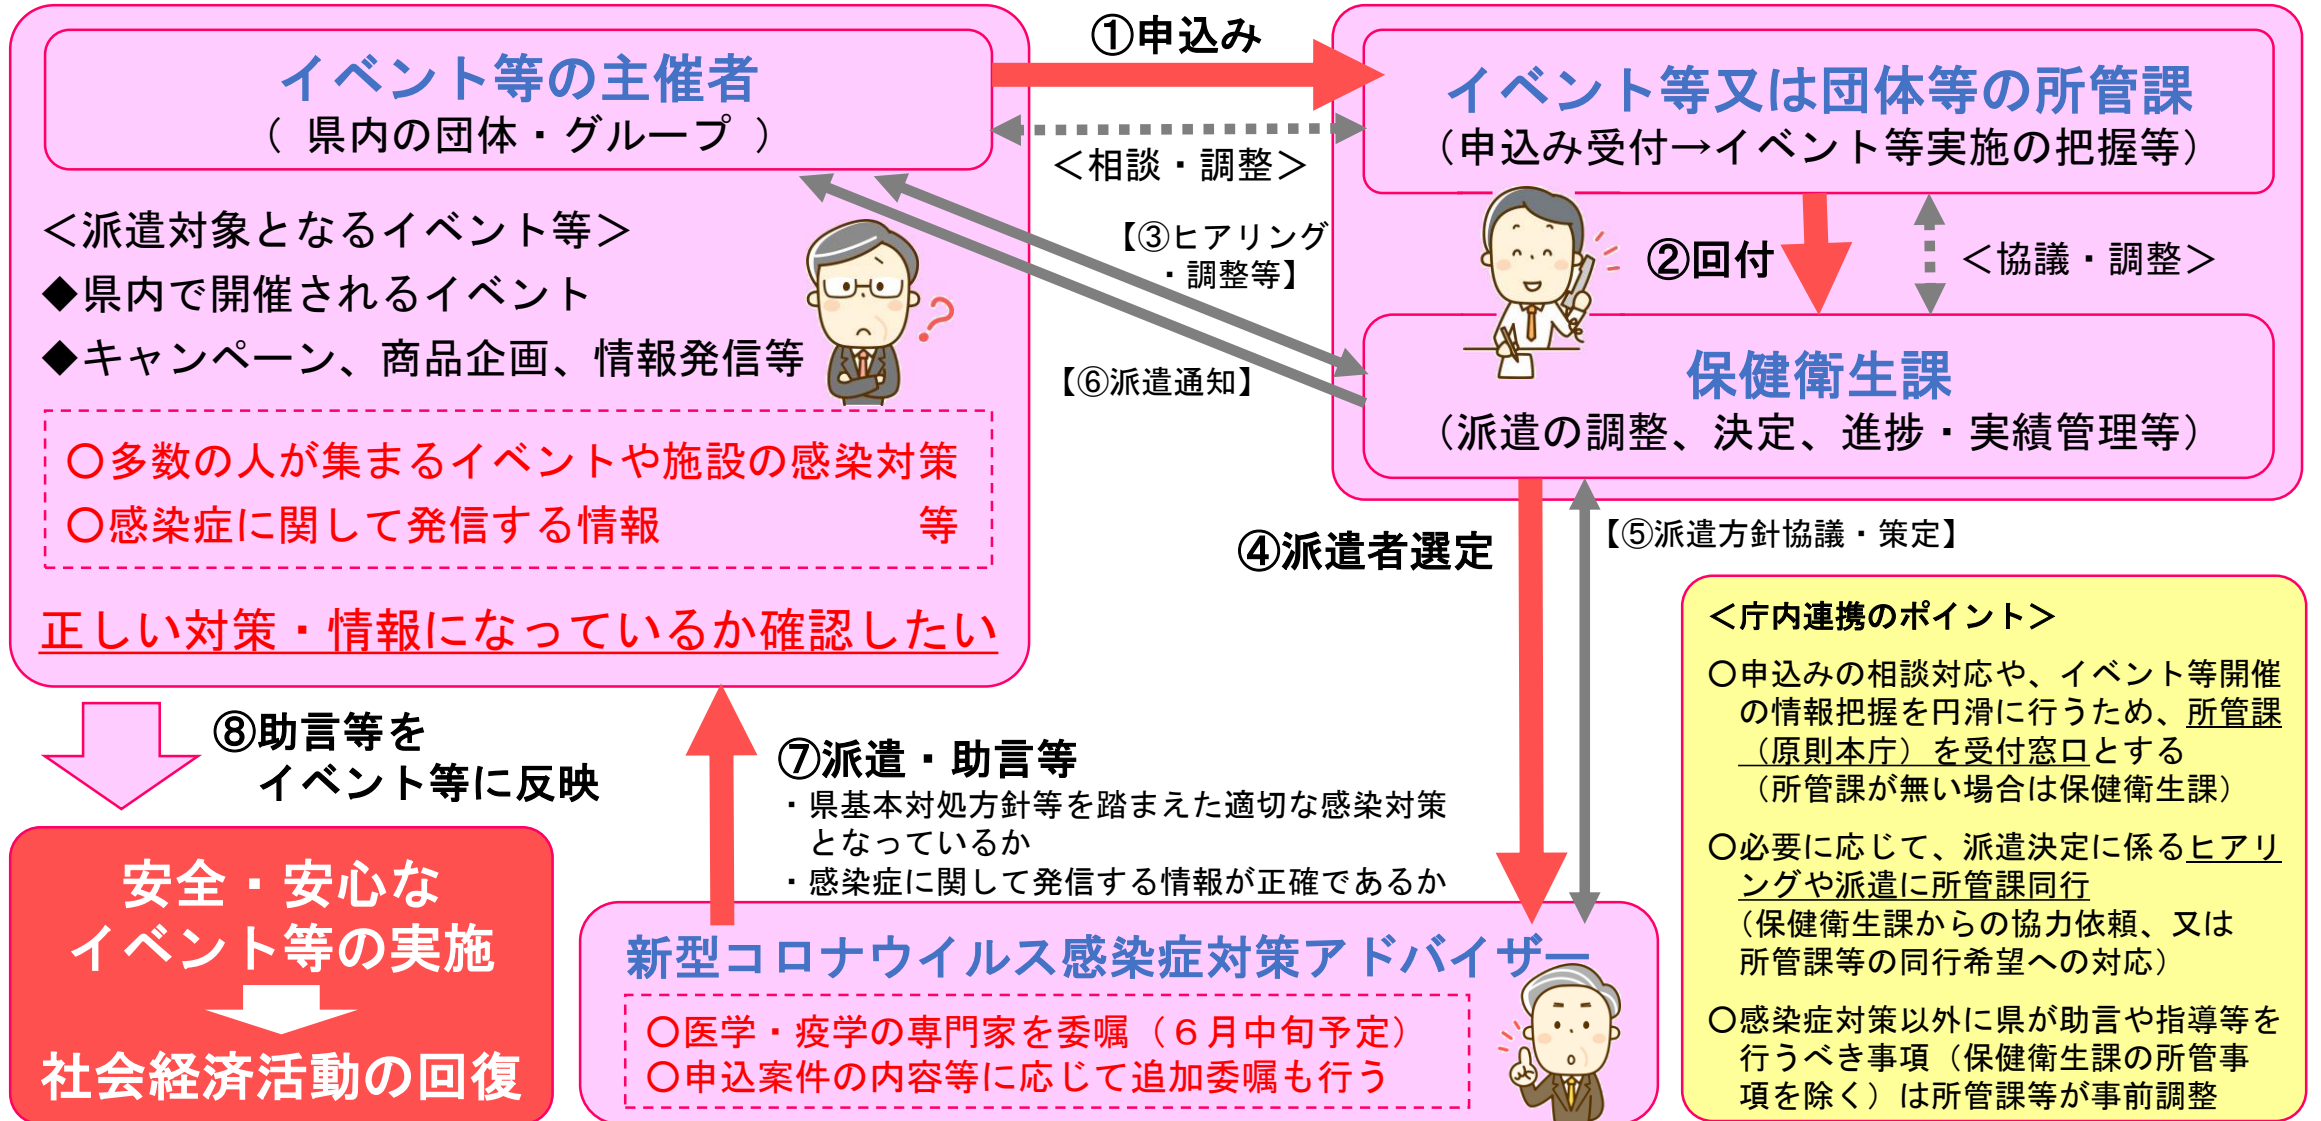 イベント等の主催者
（ 県内の団体・グループ ）
＜派遣対象となるイベント等＞
◆県内で開催されるイベント
◆キャンペーン、商品企画、情報発信等
?
〇多数の人が集まるイベントや施設の感染対策
〇感染症に関して発信する情報 等
正しい対策・情報になっているか確認したい
①申込み
＜相談・調整＞
【③ヒアリング
・調整等】
【⑥派遣通知】
イベント等又は団体等の所管課
（申込み受付→イベント等実施の把握等）
②回付
＜協議・調整＞
保健衛生課
（派遣の調整、決定、進捗・実績管理等）
④派遣者選定
【⑤派遣方針協議・策定】
⑦派遣・助言等
・県基本対処方針等を踏まえた適切な感染対策
となっているか
・感染症に関して発信する情報が正確であるか
新型コロナウイルス感染症対策アドバイザー
〇医学・疫学の専門家を委嘱（６月中旬予定）
〇申込案件の内容等に応じて追加委嘱も行う
⑧助言等を
イベント等に反映
安全・安心な
イベント等の実施
社会経済活動の回復
＜庁内連携のポイント＞
〇申込みの相談対応や、イベント等開催
の情報把握を円滑に行うため、所管課
（原則本庁）を受付窓口とする
（所管課が無い場合は保健衛生課）
〇必要に応じて、派遣決定に係るヒアリ
ングや派遣に所管課同行
（保健衛生課からの協力依頼、又は
所管課等の同行希望への対応）
〇感染症対策以外に県が助言や指導等を
行うべき事項（保健衛生課の所管事
項を除く）は所管課等が事前調整